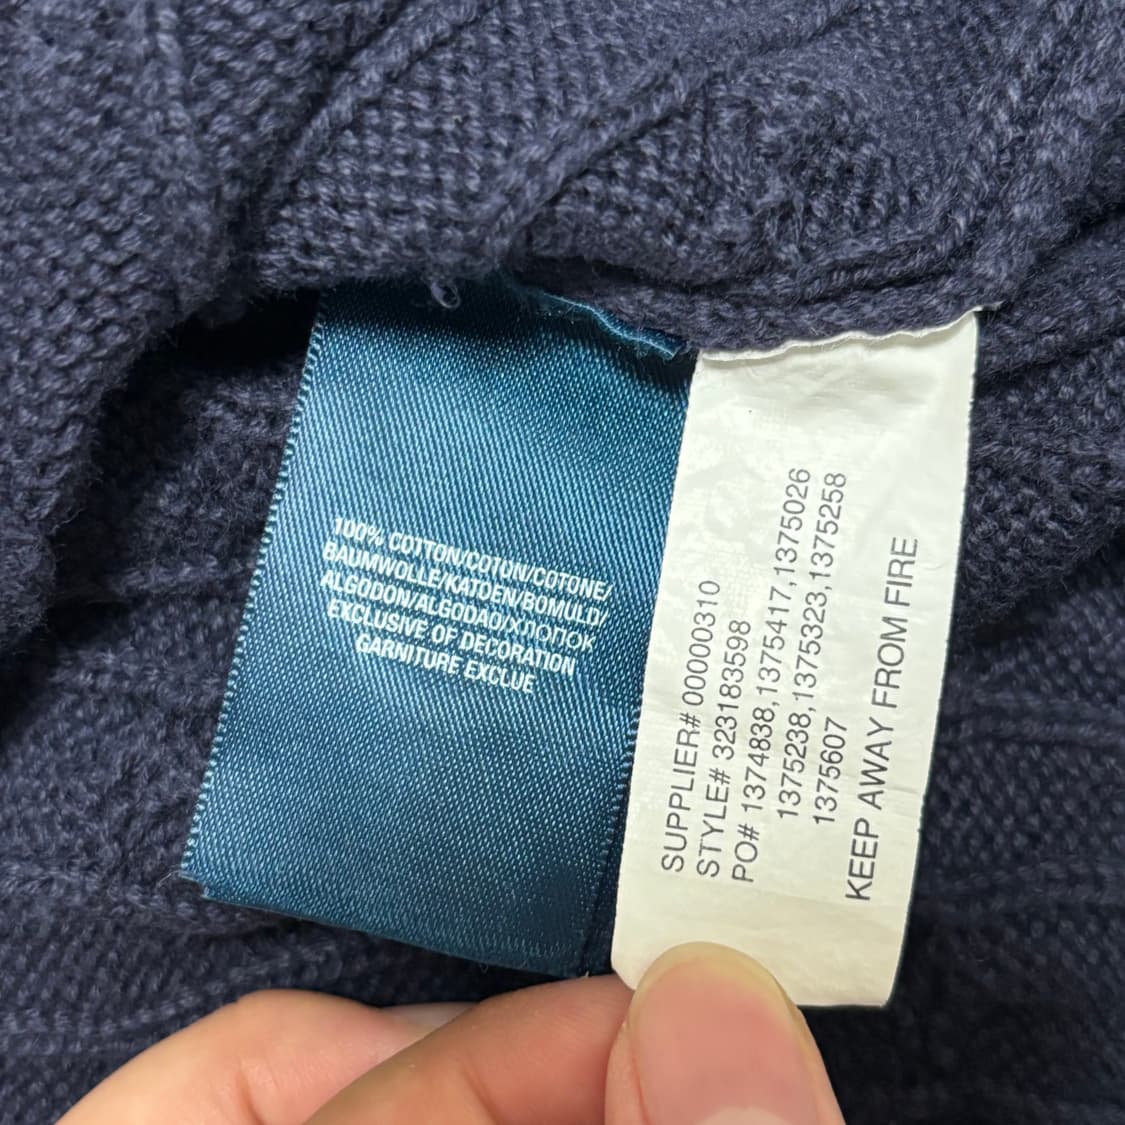 100% COTTON/COTON/COTONE/
BAUMWOLLE/KATOEN/BOMULD/
ALGODON/ALGODAO/ХЛОПОК
EXCLUSIVE OF DECORATION
GARNITURE EXCLUE
SUPPLIER# 00000310
STYLE# 323183598
PO# 1374838,1375417,1375026
1375238,1375323,1375258
1375607
KEEP AWAY FROM FIRE